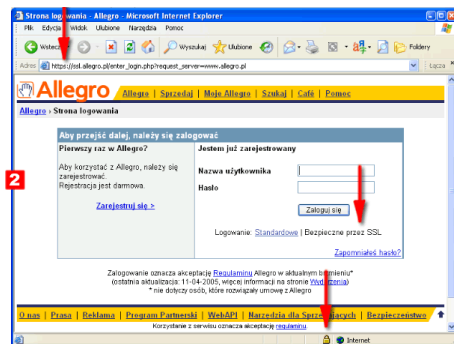 Strona logowania - Allegro - Microsoft Internet Explorer
Plik Edycja Widok Ulubione Narzędzia Pomoc
Wstecz Wyszukaj Ulubione Foldery
Adres https://ssl.allegro.pl/enter_login.php?request_server=www.allegro.pl Łącza
Allegro Allegro | Sprzedaj | Moje Allegro | Szukaj | Café | Pomoc
Allegro > Strona logowania
Aby przejść dalej, należy się zalogować
Pierwszy raz w Allegro? Jestem już zarejestrowany
Aby korzystać z Allegro, należy się
zarejestrować.
Rejestracja jest darmowa.
Zarejestruj się >
Nazwa użytkownika
Hasło
Zaloguj się
Logowanie: Standardowe | Bezpieczne przez SSL
Zapomniałeś hasło?
2
Zalogowanie oznacza akceptację Regulaminu Allegro w aktualnym brzmieniu*
(ostatnia aktualizacja: 11-04-2005, więcej informacji na stronie Wydarzenia)
* nie dotyczy osób, które rozwiązały umowę z Allegro
O nas | Prasa | Reklama | Program Partnerski | WebAPI | Narzędzia dla Sprzedających | Bezpieczeństwo
Korzystanie z serwisu oznacza akceptację regulaminu.
Internet